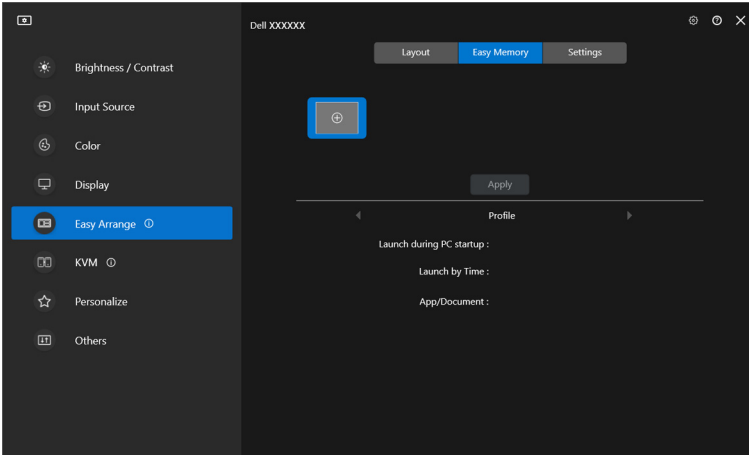 Dell XXXXXX
Layout
Easy Memory
Settings
Brightness / Contrast
Input Source
Color
Display
Easy Arrange
KVM
Personalize
Others
Apply
Profile
Launch during PC startup :
Launch by Time :
App/Document :